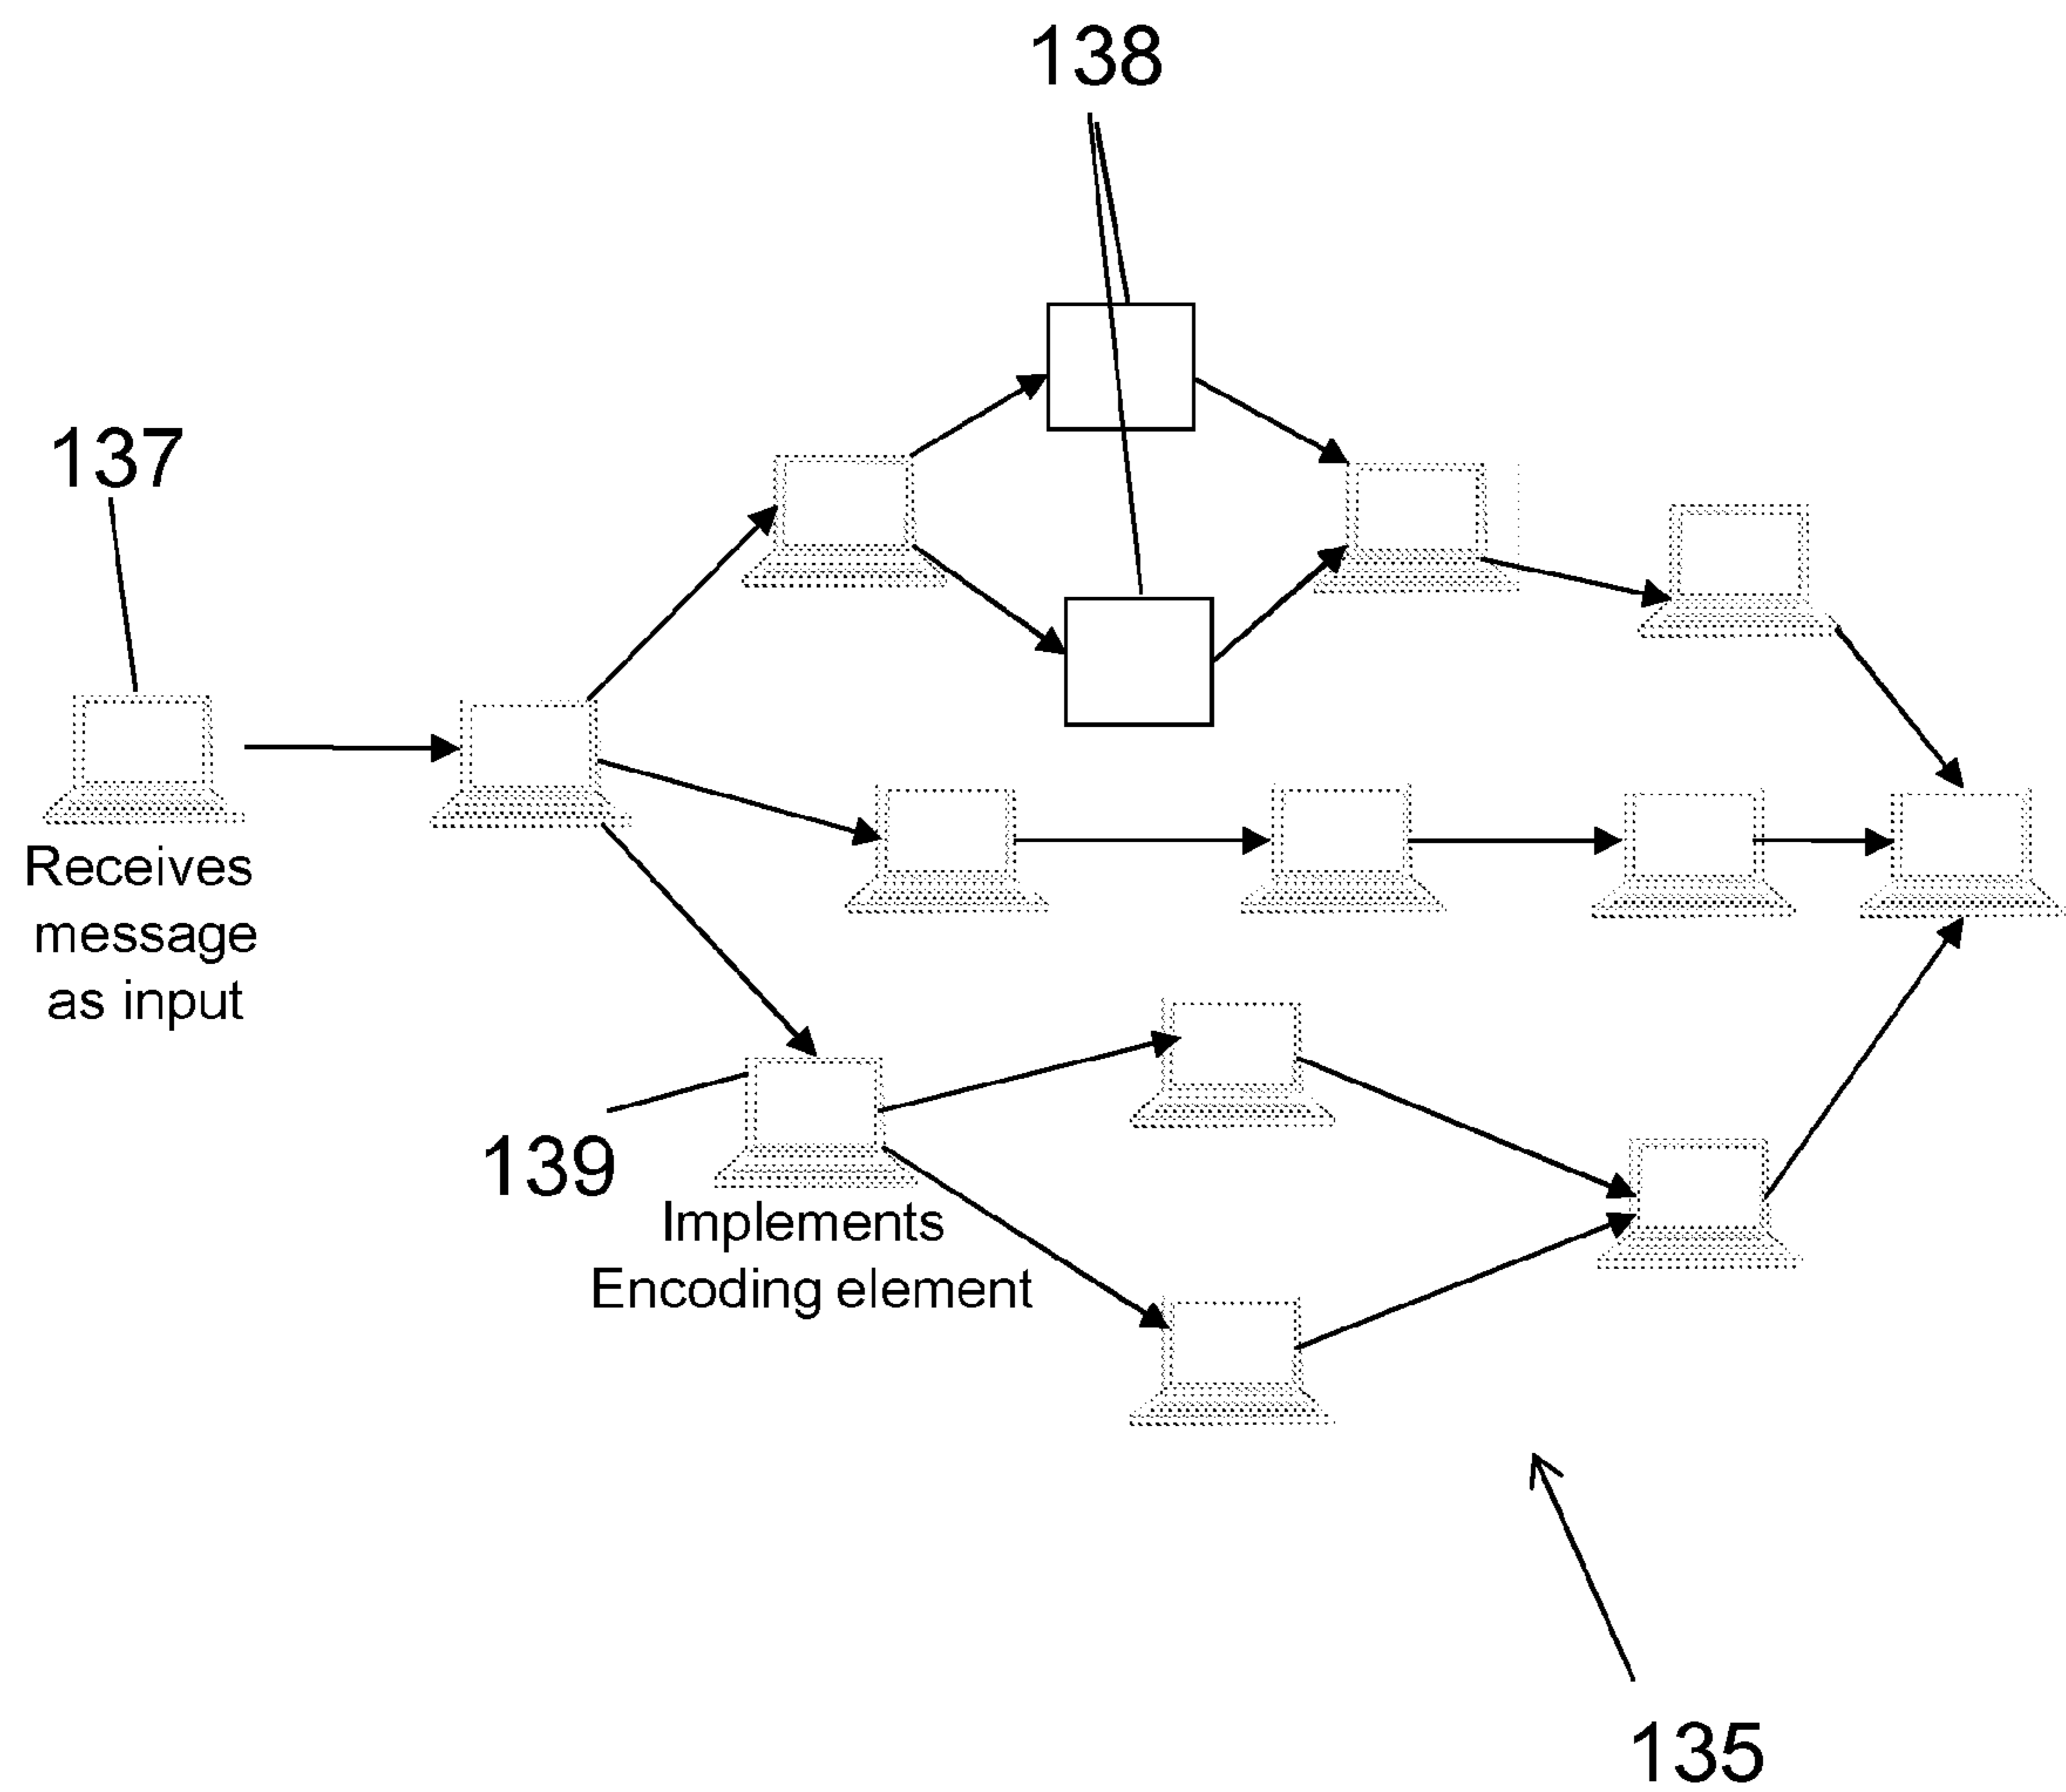 138
137
Receives
message
as input
139
Implements
Encoding element
135